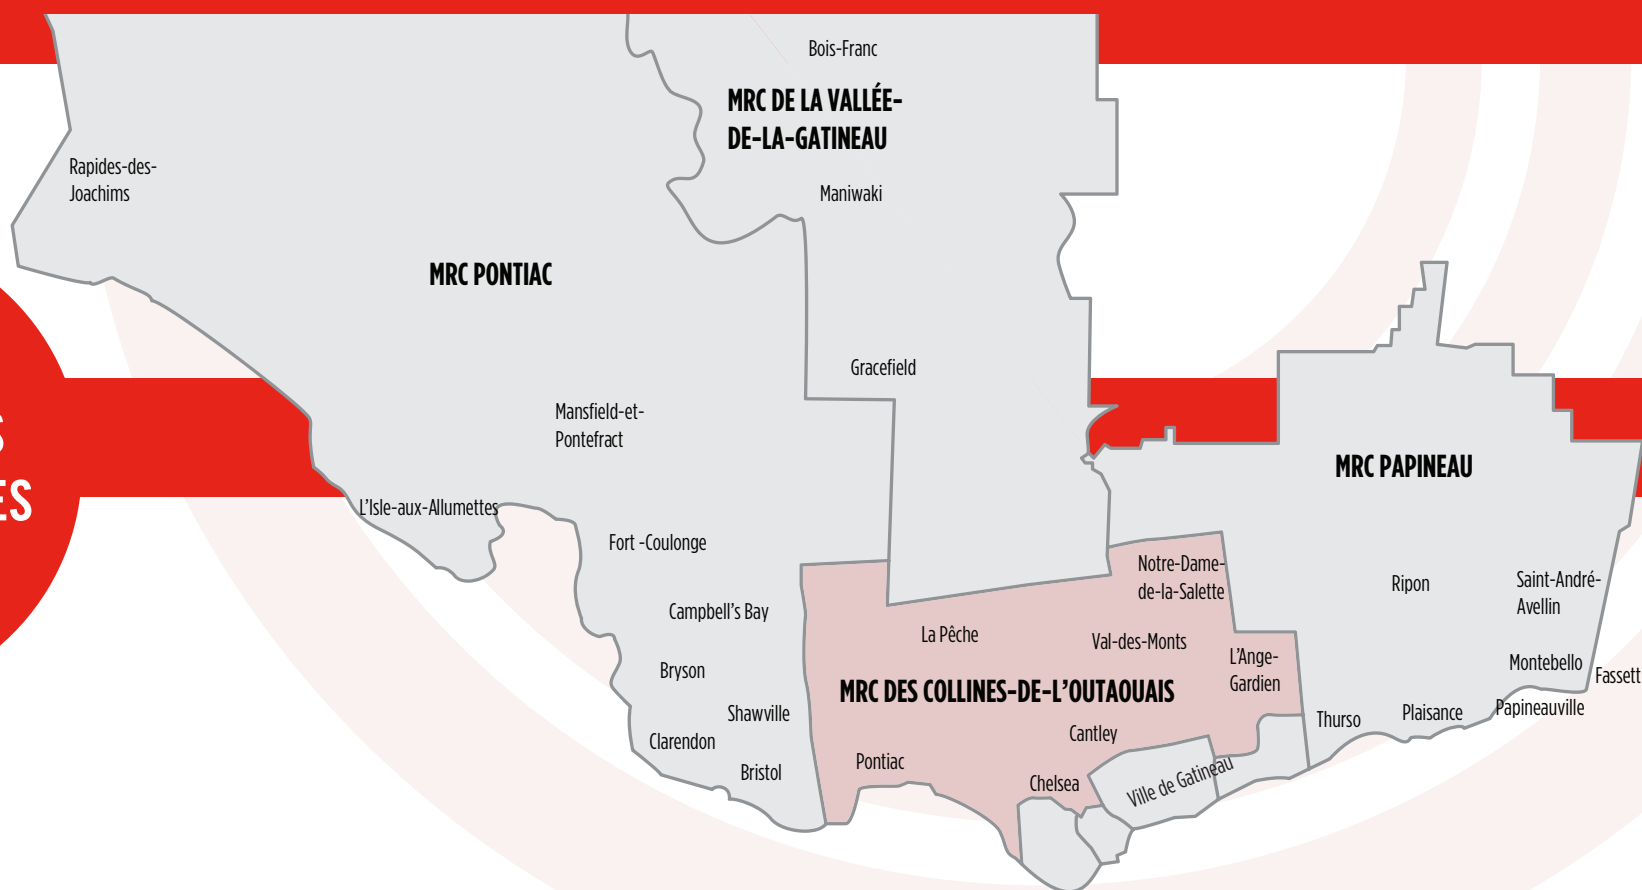 Bois-Franc
MRC DE LA VALLÉE-
DE-LA-GATINEAU
Rapides-des-
Joachims
Maniwaki
MRC PONTIAC
Gracefield
Mansfield-et-
Pontefract
S
ES
MRC PAPINEAU
L'Isle-aux-Allumettes
Fort -Coulonge
Notre-Dame-
de-la-Salette
Ripon
Saint-André-
Avellin
Campbell's Bay
La Pêche
Val-des-Monts
L'Ange-
Gardien
Montebello
Fassett
Bryson
MRC DES COLLINES-DE-L'OUTAOUAIS
Shawville
Thurso
Plaisance
Papineauville
Clarendon
Cantley
Bristol
Pontiac
Chelsea
Ville de Gatineau